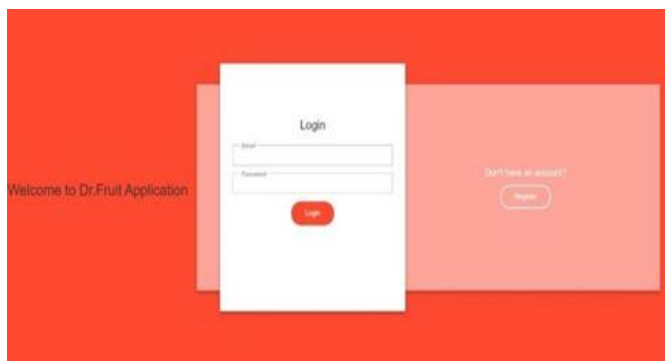 Welcome to Dr.Fruit Application
Login
Email
Password
Login
Don't have an account?
Register